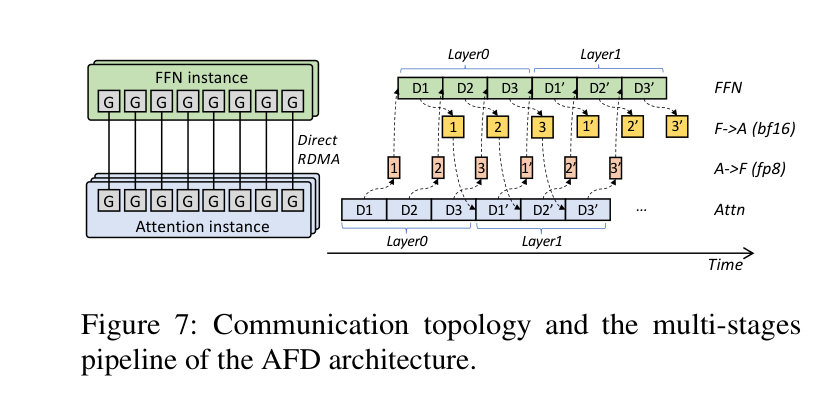 FFN instance
G G G G G G G G
Direct
RDMA
G G G G G G G G
Attention instance
Layer0 Layer1
D1 D2 D3 D1′ D2′ D3′ FFN
1 2 3 1′ 2′ 3′ F->A (bf16)
1 2 3 1′ 2′ 3′ A->F (fp8)
D1 D2 D3 D1′ D2′ D3′ ... Attn
Layer0 Layer1
Time
Figure 7: Communication topology and the multi-stages
pipeline of the AFD architecture.